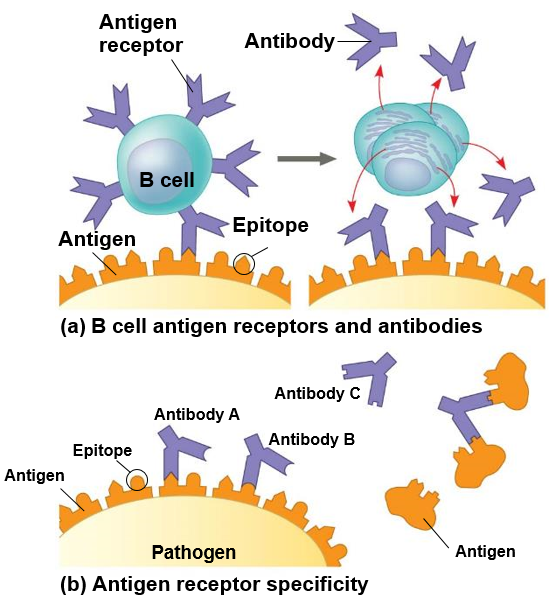 Antigen
receptor
Antibody
B cell
Antigen
Epitope
(a) B cell antigen receptors and antibodies
Antibody C
Antibody A
Antibody B
Epitope
Antigen
Pathogen
Antigen
(b) Antigen receptor specificity